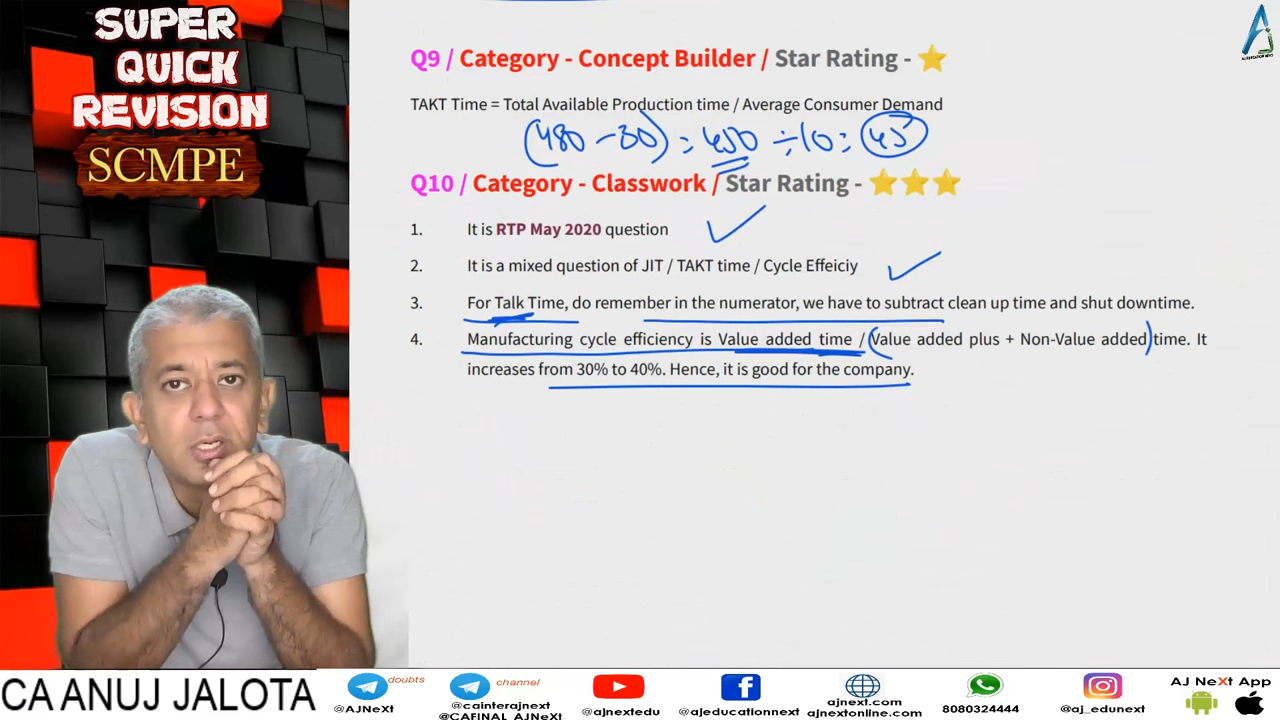 SUPER
QUICK
REVISION
SCMPE
Q9 / Category - Concept Builder / Star Rating -
TAKT Time = Total Available Production time / Average Consumer Demand
(480 - 30) = 450 ÷ 10 = 45
Q10 / Category - Classwork / Star Rating -
1. It is RTP May 2020 question
2. It is a mixed question of JIT / TAKT time / Cycle Effeiciy
3. For Talk Time, do remember in the numerator, we have to subtract clean up time and shut downtime.
4. Manufacturing cycle efficiency is Value added time / (Value added plus + Non-Value added) time. It
increases from 30% to 40%. Hence, it is good for the company.
CA ANUJ JALOTA
doubts
@AJNeXt
channel
@cainterajnext
@CAFINAL_AJNeXt
@ajnextedu
@ajeducationnext
ajnext.com
ajnextonline.com
8080324444
@aj_edunext
AJ NeXt App